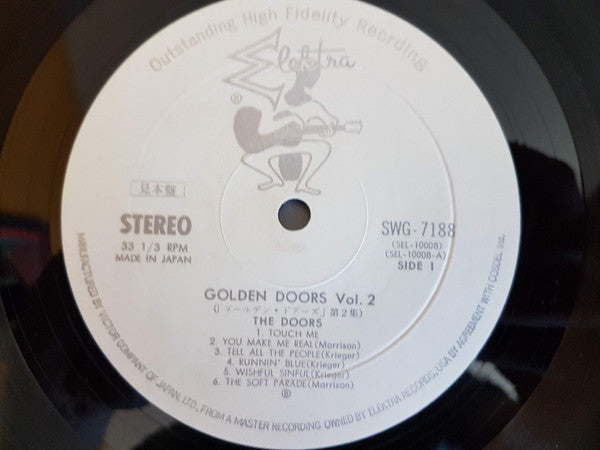 Outstanding High Fidelity Recrding
Elektra
®
見本盤
STEREO
33 1/3 RPM
MADE IN JAPAN
SWG-7188
(SEL-10008)
(SEL-10008-A)
SIDE 1
GOLDEN DOORS Vol. 2
(「ゴールデン・ドアーズ」第2集)
THE DOORS
1. TOUCH ME
2. YOU MAKE ME REAL(Morrison)
3. TELL ALL THE PEOPLE(Krieger)
4. RUNNIN' BLUE(Krieger)
5. WISHFUL SINFUL(Krieger)
6. THE SOFT PARADE(Morrison)
MANUFACTURED BY VICTOR COMPANY OF JAPAN, LTD., FROM A MASTER RECORDING OWNED BY ELEKTRA RECORDS, USA BY AGREEMENT WITH COSDEL Inc.